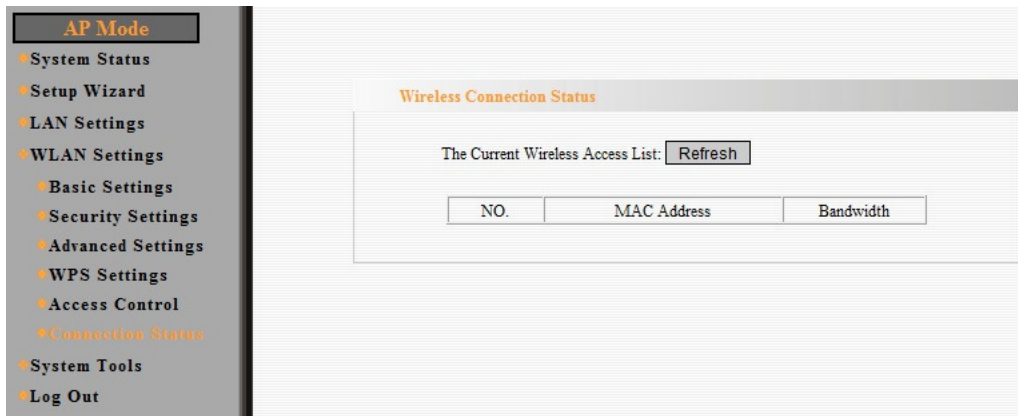 AP Mode
System Status
Setup Wizard
LAN Settings
WLAN Settings
Basic Settings
Security Settings
Advanced Settings
WPS Settings
Access Control
Connection Status
System Tools
Log Out
Wireless Connection Status
The Current Wireless Access List: Refresh
NO. MAC Address Bandwidth